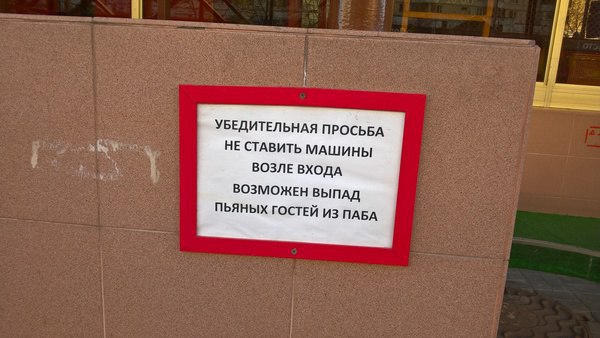 УБЕДИТЕЛЬНАЯ ПРОСЬБА
НЕ СТАВИТЬ МАШИНЫ
ВОЗЛЕ ВХОДА
ВОЗМОЖЕН ВЫПАД
ПЬЯНЫХ ГОСТЕЙ ИЗ ПАБА